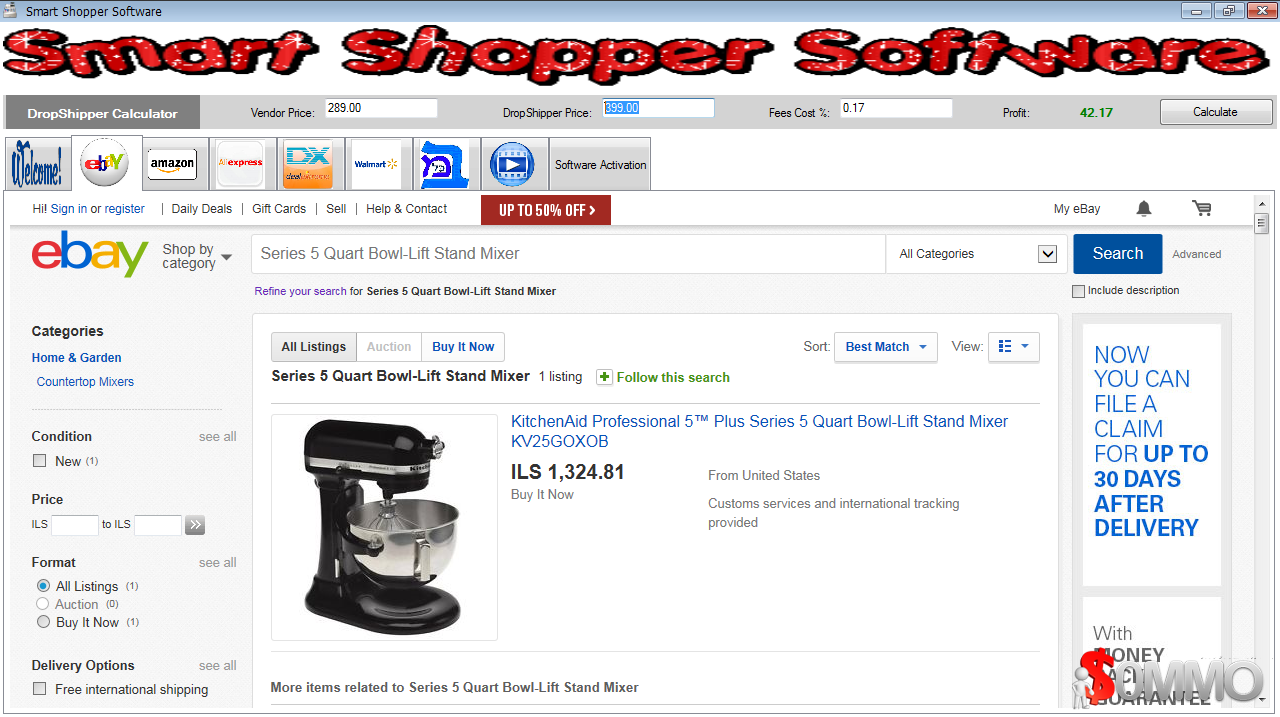 Smart Shopper Software
Smart Shopper Software
DropShipper Calculator
Vendor Price: 289.00
DropShipper Price: 399.00
Fees Cost %: 0.17
Profit: 42.17
Calculate
Welcome!
ebay
amazon
Aliexpress
DX
Walmart
Software Activation
Hi! Sign in or register | Daily Deals | Gift Cards | Sell | Help & Contact
UP TO 50% OFF >
My eBay
ebay
Shop by
category
Series 5 Quart Bowl-Lift Stand Mixer
All Categories
Search
Advanced
Refine your search for Series 5 Quart Bowl-Lift Stand Mixer
Include description
Categories
Home & Garden
Countertop Mixers
Condition see all
New (1)
Price
ILS to ILS
Format see all
All Listings (1)
Auction (0)
Buy It Now (1)
Delivery Options see all
Free international shipping
All Listings
Auction
Buy It Now
Sort: Best Match
View:
Series 5 Quart Bowl-Lift Stand Mixer 1 listing + Follow this search
KitchenAid Professional 5™ Plus Series 5 Quart Bowl-Lift Stand Mixer
KV25GOXOB
ILS 1,324.81
Buy It Now
From United States
Customs services and international tracking
provided
More items related to Series 5 Quart Bowl-Lift Stand Mixer
NOW
YOU CAN
FILE A
CLAIM
FOR UP TO
30 DAYS
AFTER
DELIVERY
With
MONEY
BACK
GUARANTEE
$OMMO